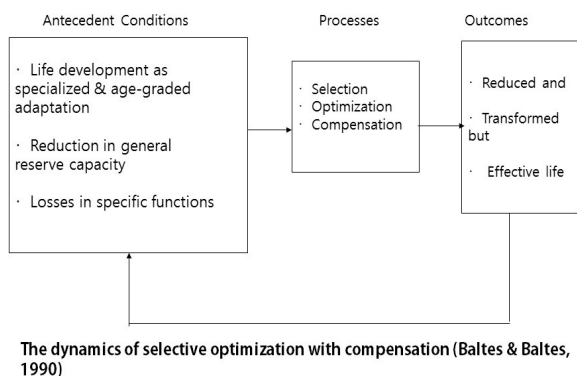 Antecedent Conditions
Processes
Outcomes
· Life development as
specialized & age-graded
adaptation
· Reduction in general
reserve capacity
· Losses in specific functions
· Selection
· Optimization
· Compensation
· Reduced and
· Transformed
but
· Effective life
The dynamics of selective optimization with compensation (Baltes & Baltes,
1990)